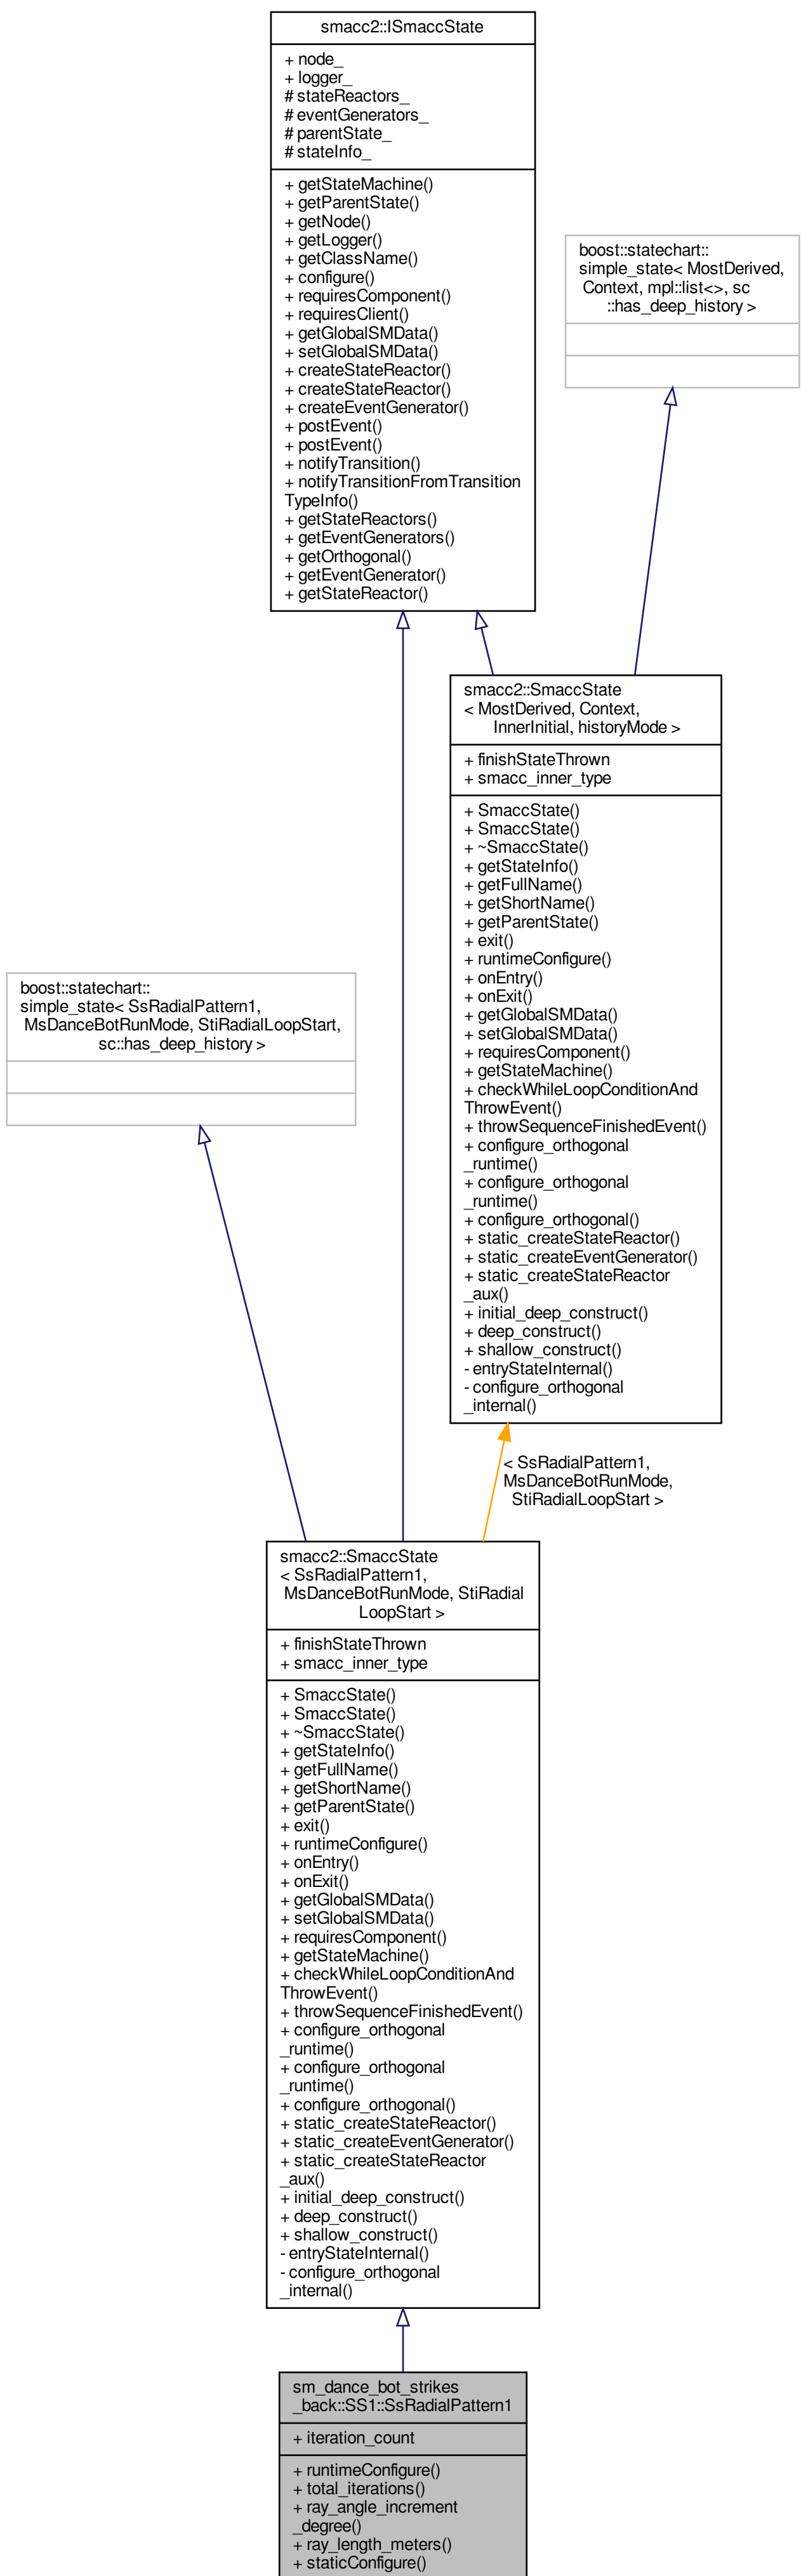 smacc2::ISmaccState
+ node_
+ logger_
# stateReactors_
# eventGenerators_
# parentState_
# stateInfo_
+ getStateMachine()
+ getParentState()
+ getNode()
+ getLogger()
+ getClassName()
+ configure()
+ requiresComponent()
+ requiresClient()
+ getGlobalSMData()
+ setGlobalSMData()
+ createStateReactor()
+ createStateReactor()
+ createEventGenerator()
+ postEvent()
+ postEvent()
+ notifyTransition()
+ notifyTransitionFromTransition
TypeInfo()
+ getStateReactors()
+ getEventGenerators()
+ getOrthogonal()
+ getEventGenerator()
+ getStateReactor()
boost::statechart::
simple_state< MostDerived,
Context, mpl::list<>, sc
::has_deep_history >
smacc2::SmaccState
< MostDerived, Context,
InnerInitial, historyMode >
+ finishStateThrown
+ smacc_inner_type
+ SmaccState()
+ SmaccState()
+ ~SmaccState()
+ getStateInfo()
+ getFullName()
+ getShortName()
+ getParentState()
+ exit()
+ runtimeConfigure()
+ onEntry()
+ onExit()
+ getGlobalSMData()
+ setGlobalSMData()
+ requiresComponent()
+ getStateMachine()
+ checkWhileLoopConditionAnd
ThrowEvent()
+ throwSequenceFinishedEvent()
+ configure_orthogonal
_runtime()
+ configure_orthogonal
_runtime()
+ configure_orthogonal()
+ static_createStateReactor()
+ static_createEventGenerator()
+ static_createStateReactor
_aux()
+ initial_deep_construct()
+ deep_construct()
+ shallow_construct()
- entryStateInternal()
- configure_orthogonal
_internal()
boost::statechart::
simple_state< SsRadialPattern1,
MsDanceBotRunMode, StiRadialLoopStart,
sc::has_deep_history >
< SsRadialPattern1,
MsDanceBotRunMode,
StiRadialLoopStart >
smacc2::SmaccState
< SsRadialPattern1,
MsDanceBotRunMode, StiRadial
LoopStart >
+ finishStateThrown
+ smacc_inner_type
+ SmaccState()
+ SmaccState()
+ ~SmaccState()
+ getStateInfo()
+ getFullName()
+ getShortName()
+ getParentState()
+ exit()
+ runtimeConfigure()
+ onEntry()
+ onExit()
+ getGlobalSMData()
+ setGlobalSMData()
+ requiresComponent()
+ getStateMachine()
+ checkWhileLoopConditionAnd
ThrowEvent()
+ throwSequenceFinishedEvent()
+ configure_orthogonal
_runtime()
+ configure_orthogonal
_runtime()
+ configure_orthogonal()
+ static_createStateReactor()
+ static_createEventGenerator()
+ static_createStateReactor
_aux()
+ initial_deep_construct()
+ deep_construct()
+ shallow_construct()
- entryStateInternal()
- configure_orthogonal
_internal()
sm_dance_bot_strikes
_back::SS1::SsRadialPattern1
+ iteration_count
+ runtimeConfigure()
+ total_iterations()
+ ray_angle_increment
_degree()
+ ray_length_meters()
+ staticConfigure()